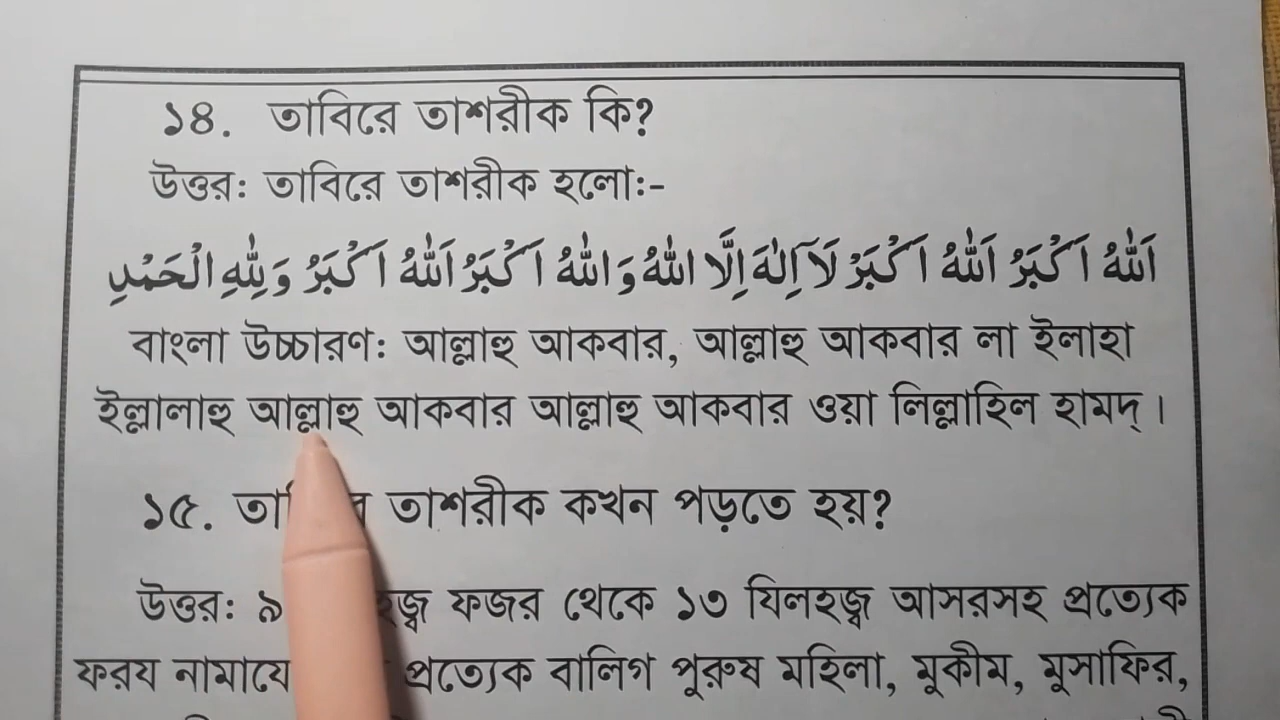 ১৪. তাবিরে তাশরীক কি?
উত্তর: তাবিরে তাশরীক হলো:-
اَللّٰهُ اَكْبَرُ اَللّٰهُ اَكْبَرُ لَآ اِلٰهَ اِلَّا اللّٰهُ وَاللّٰهُ اَكْبَرُ اَللّٰهُ اَكْبَرُ وَلِلّٰهِ الْحَمْدِ
বাংলা উচ্চারণ: আল্লাহু আকবার, আল্লাহু আকবার লা ইলাহা
ইল্লালাহু আল্লাহু আকবার আল্লাহু আকবার ওয়া লিল্লাহিল হামদ্।
১৫. তাশরীক কখন পড়তে হয়?
উত্তর: ৯ ফজর থেকে ১৩ যিলহজ্ব আসরসহ প্রত্যেক
ফরয নামাযে প্রত্যেক বালিগ পুরুষ মহিলা, মুকীম, মুসাফির,